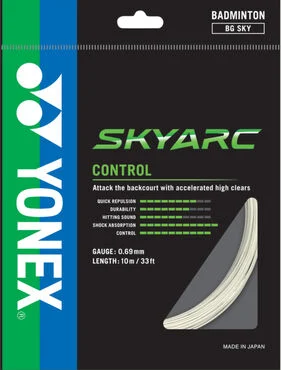 BADMINTON
BG SKY
YONEX®
SKYARC
CONTROL
Attack the backcourt with accelerated high clears
QUICK REPULSION
DURABILITY
HITTING SOUND
SHOCK ABSORPTION
CONTROL
GAUGE: 0.69mm
LENGTH: 10m / 33ft
MADE IN JAPAN